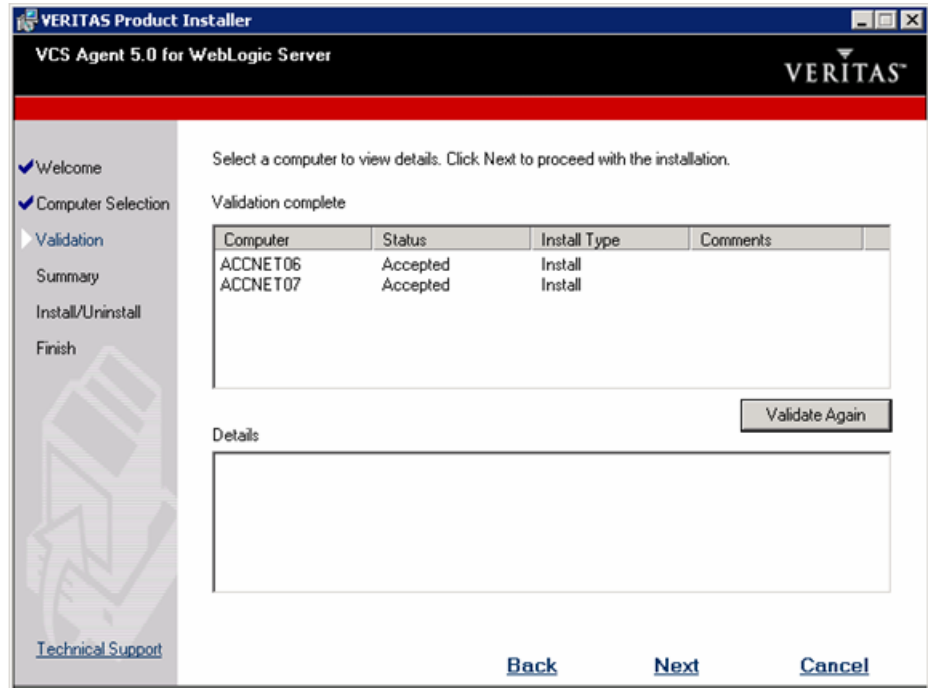 VERITAS Product Installer
VCS Agent 5.0 for WebLogic Server
VERITAS™
Welcome
Computer Selection
Validation
Summary
Install/Uninstall
Finish
Technical Support
Select a computer to view details. Click Next to proceed with the installation.
Validation complete
Computer Status Install Type Comments
ACCNET06 Accepted Install
ACCNET07 Accepted Install
Validate Again
Details
Back Next Cancel